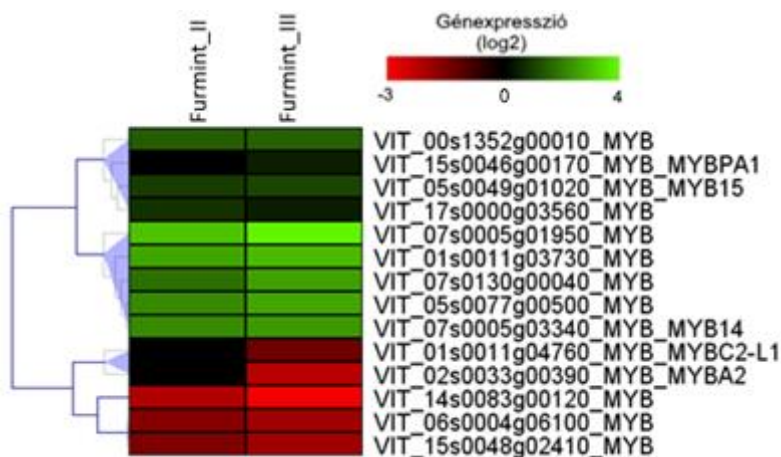 Furmint_II
Furmint_III
Génexpresszió
(log2)
-3
0
4
VIT_00s1352g00010_MYB
VIT_15s0046g00170_MYB_MYBPA1
VIT_05s0049g01020_MYB_MYB15
VIT_17s0000g03560_MYB
VIT_07s0005g01950_MYB
VIT_01s0011g03730_MYB
VIT_07s0130g00040_MYB
VIT_05s0077g00500_MYB
VIT_07s0005g03340_MYB_MYB14
VIT_01s0011g04760_MYB_MYBC2-L1
VIT_02s0033g00390_MYB_MYBA2
VIT_14s0083g00120_MYB
VIT_06s0004g06100_MYB
VIT_15s0048g02410_MYB